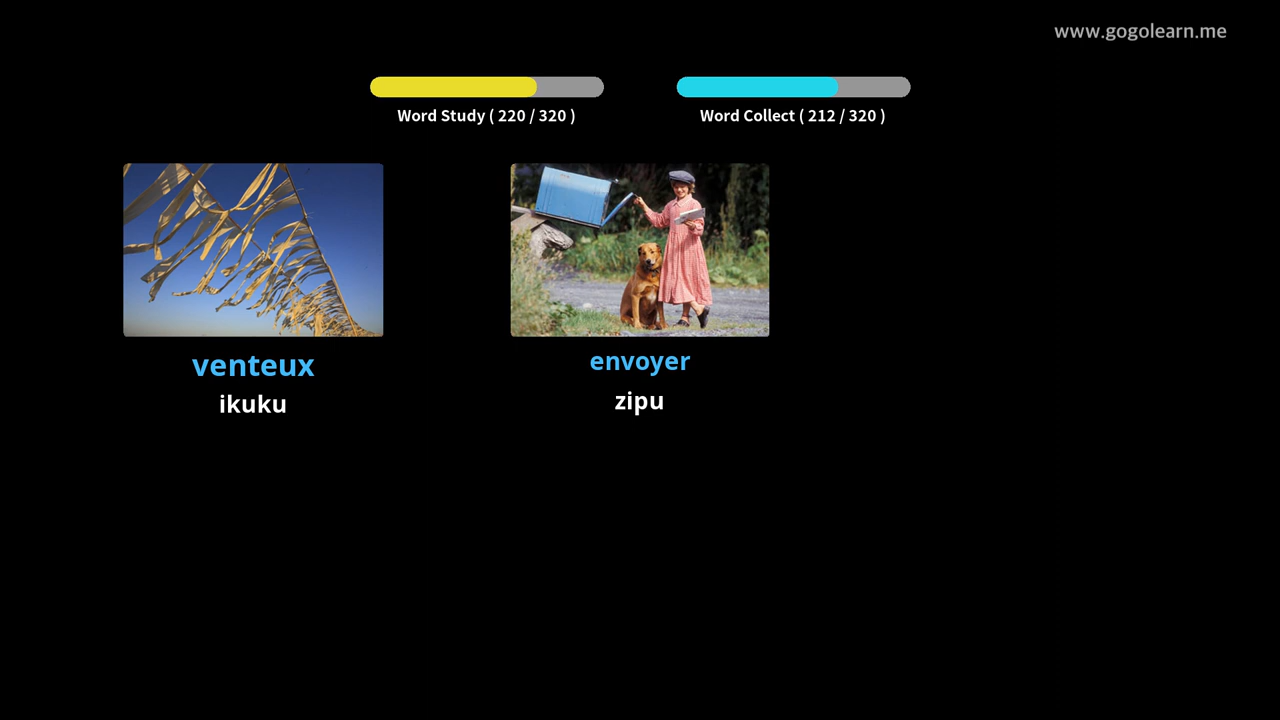 www.gogolearn.me
Word Study ( 220 / 320 )
Word Collect ( 212 / 320 )
venteux
ikuku
envoyer
zipu